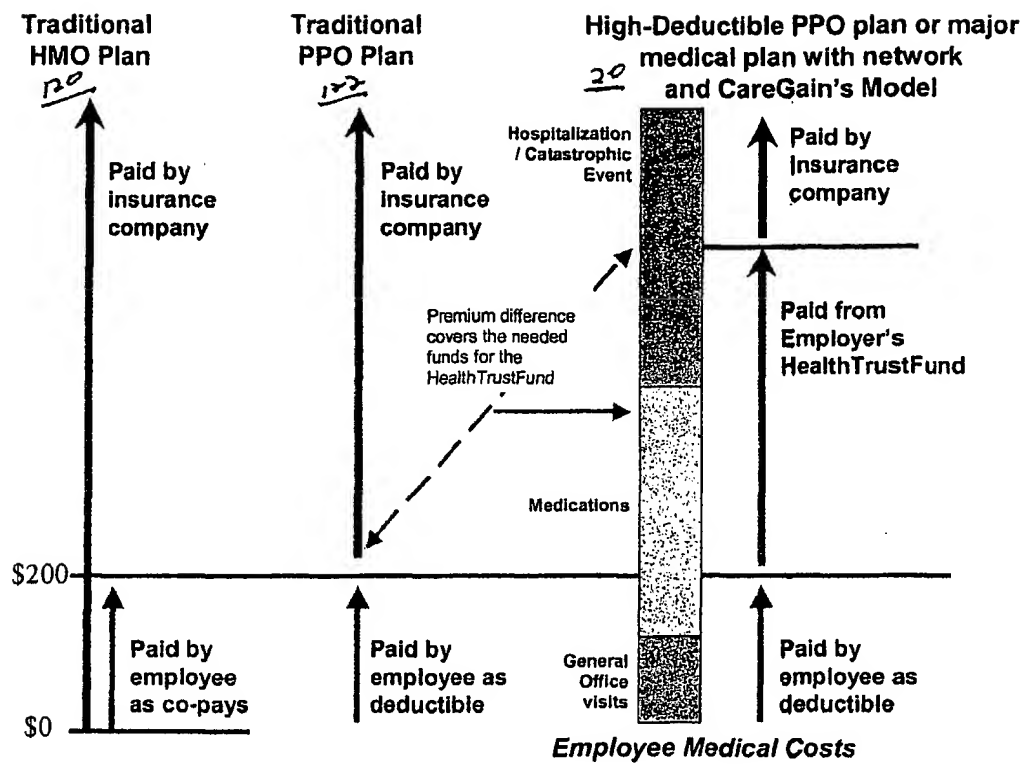 Traditional
HMO Plan
120
Traditional
PPO Plan
122
High-Deductible PPO plan or major
medical plan with network
and CareGain's Model
20
Paid by
insurance
company
Paid by
insurance
company
Hospitalization
/ Catastrophic
Event
Paid by
Insurance
company
Premium difference
covers the needed
funds for the
HealthTrustFund
Paid from
Employer's
HealthTrustFund
Medications
$200
Paid by
employee
as co-pays
Paid by
employee as
deductible
General
Office
visits
Paid by
employee as
deductible
$0
Employee Medical Costs